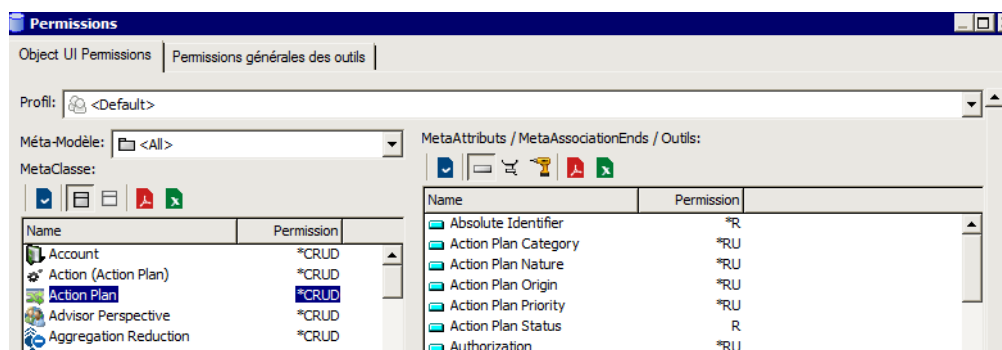 Permissions
Object UI Permissions Permissions générales des outils
Profil: <Default>
Méta-Modèle: <All>
MetaClasse:
Name Permission
Account *CRUD
Action (Action Plan) *CRUD
Action Plan *CRUD
Advisor Perspective *CRUD
Aggregation Reduction *CRUD
MetaAttributs / MetaAssociationEnds / Outils:
Name Permission
Absolute Identifier *R
Action Plan Category *RU
Action Plan Nature *RU
Action Plan Origin *RU
Action Plan Priority *RU
Action Plan Status R
Authorization *RU